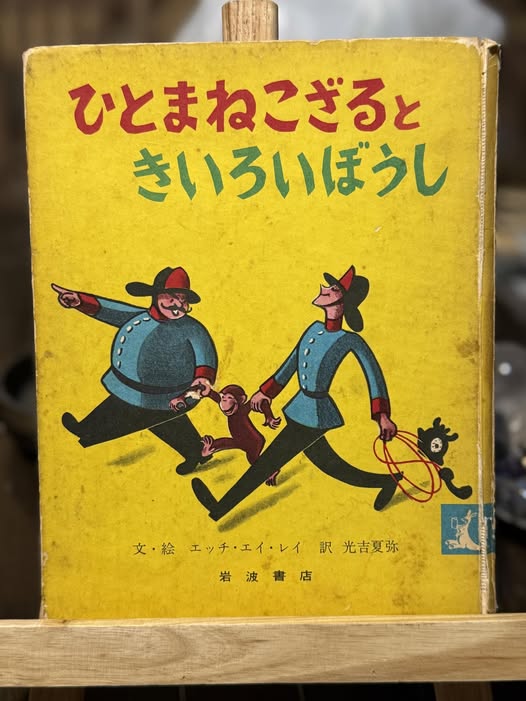 ひとまねこざると
きいろいぼうし
文・絵 エッチ・エイ・レイ 訳 光吉夏弥
岩波書店